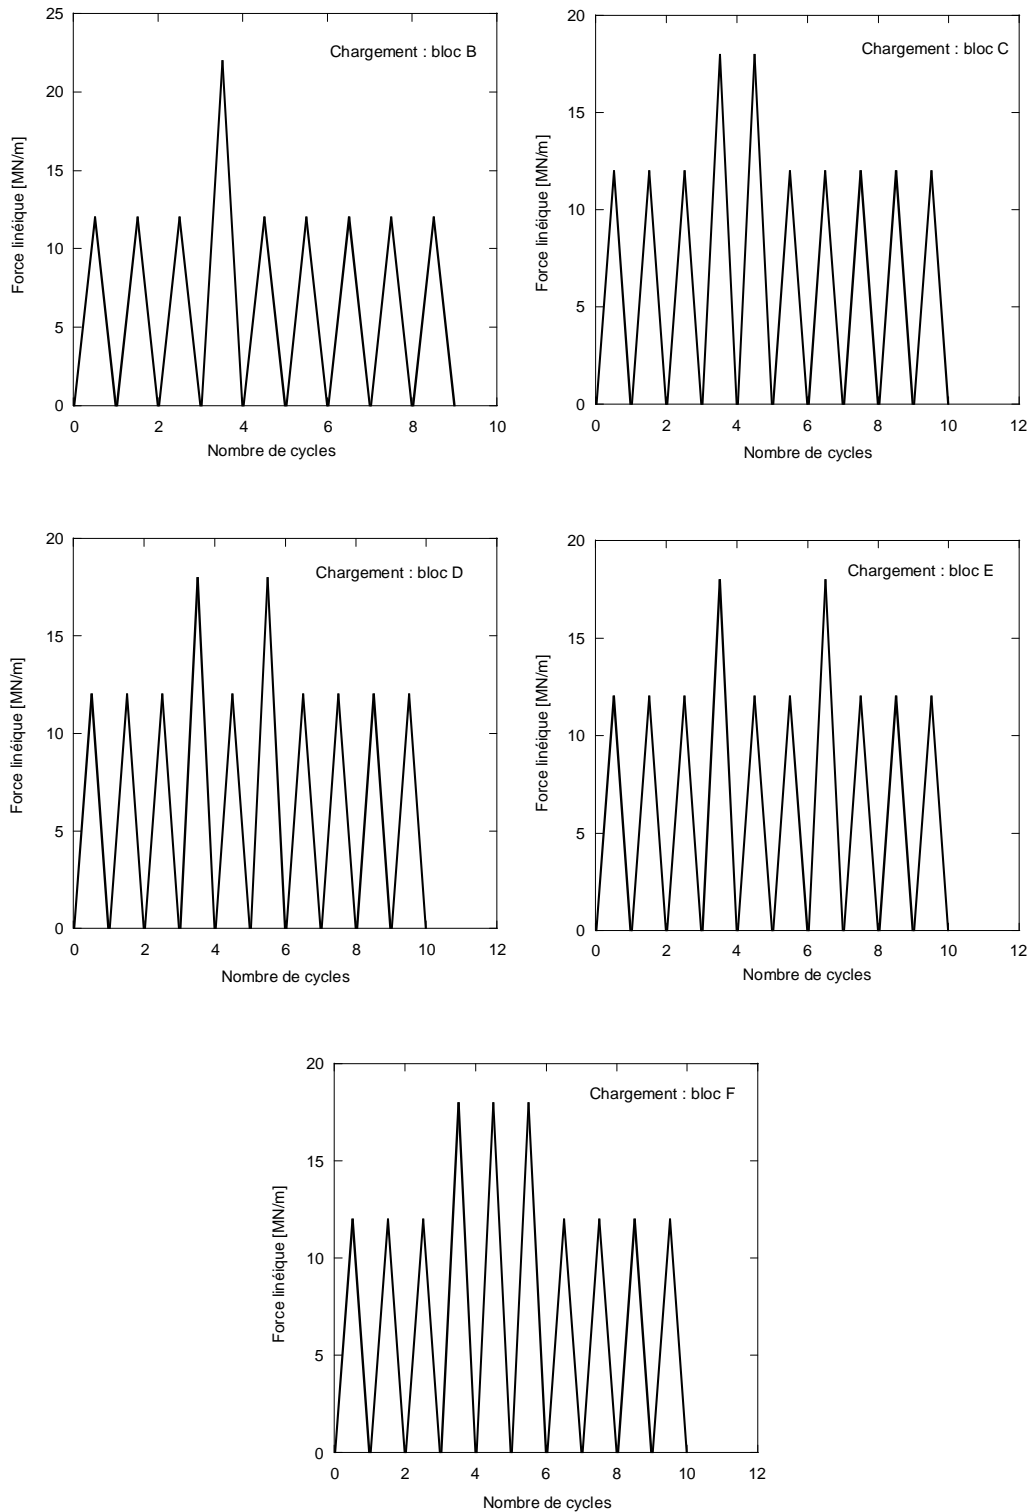 25
20
15
10
5
0
Force linéique [MN/m]
Chargement : bloc B
0 2 4 6 8 10
Nombre de cycles
20
15
10
5
0
Force linéique [MN/m]
Chargement : bloc C
0 2 4 6 8 10 12
Nombre de cycles
20
15
10
5
0
Force linéique [MN/m]
Chargement : bloc D
0 2 4 6 8 10 12
Nombre de cycles
20
15
10
5
0
Force linéique [MN/m]
Chargement : bloc E
0 2 4 6 8 10 12
Nombre de cycles
20
15
10
5
0
Force linéique [MN/m]
Chargement : bloc F
0 2 4 6 8 10 12
Nombre de cycles